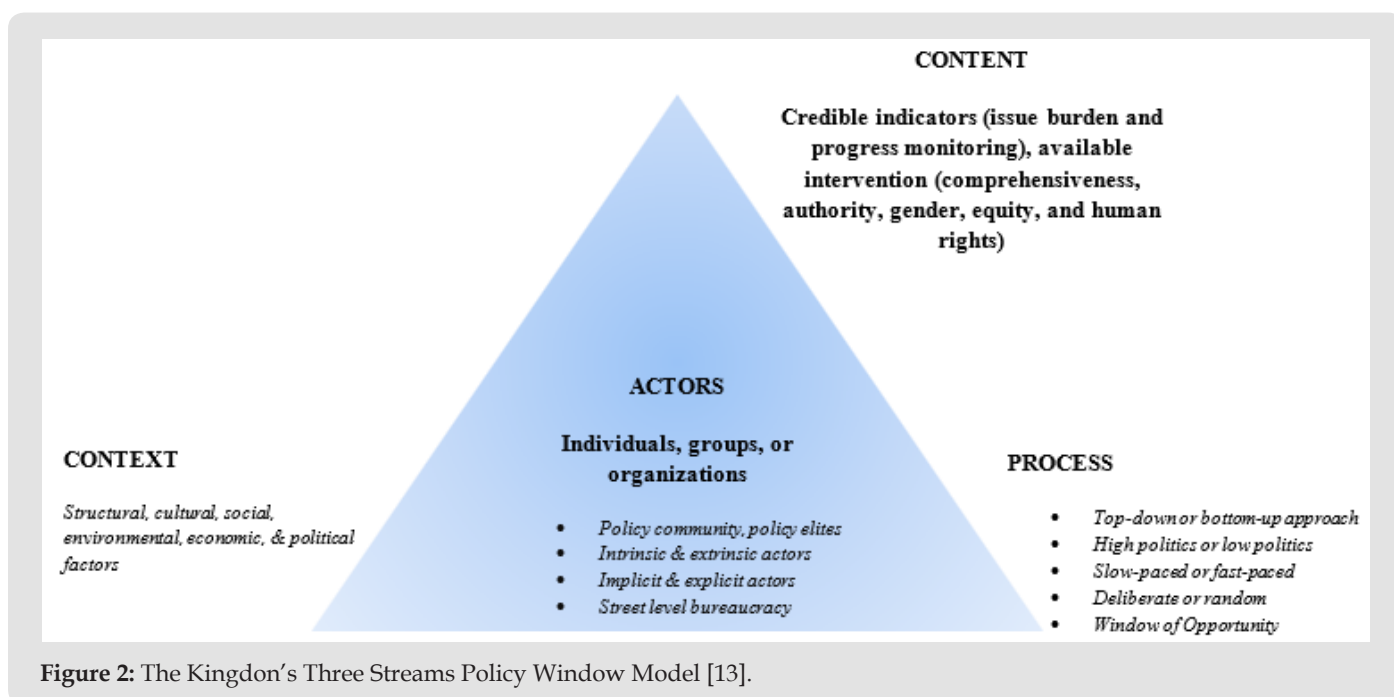 CONTENT
Credible indicators (issue burden and
progress monitoring), available
intervention (comprehensiveness,
authority, gender, equity, and human
rights)
ACTORS
Individuals, groups, or
organizations
• Policy community, policy elites
• Intrinsic & extrinsic actors
• Implicit & explicit actors
• Street level bureaucracy
CONTEXT
Structural, cultural, social,
environmental, economic, & political
factors
PROCESS
• Top-down or bottom-up approach
• High politics or low politics
• Slow-paced or fast-paced
• Deliberate or random
• Window of Opportunity
Figure 2: The Kingdon's Three Streams Policy Window Model [13].